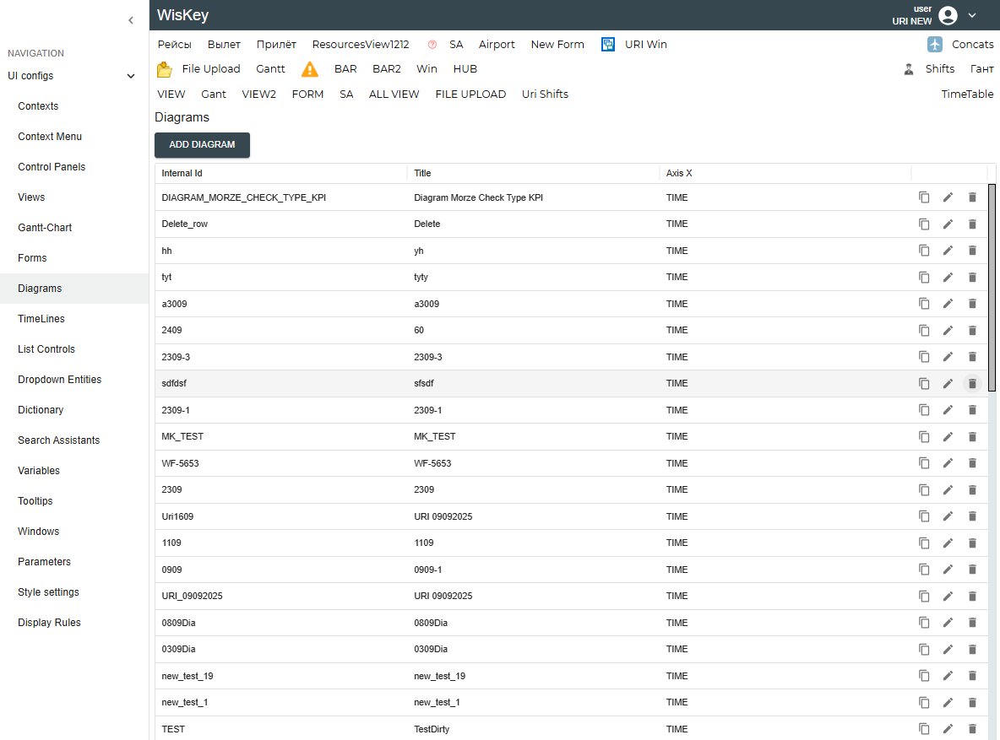 WisKey
user
URI NEW
NAVIGATION
UI configs
Contexts
Context Menu
Control Panels
Views
Gantt-Chart
Forms
Diagrams
TimeLines
List Controls
Dropdown Entities
Dictionary
Search Assistants
Variables
Tooltips
Windows
Parameters
Style settings
Display Rules
Рейсы Вылет Прилёт ResourcesView1212 SA Airport New Form URI Win Concats
File Upload Gantt BAR BAR2 Win HUB Shifts Гант
VIEW Gant VIEW2 FORM SA ALL VIEW FILE UPLOAD Uri Shifts TimeTable
Diagrams
ADD DIAGRAM
Internal Id Title Axis X
DIAGRAM_MORZE_CHECK_TYPE_KPI Diagram Morze Check Type KPI TIME
Delete_row Delete TIME
hh yh TIME
tyt tyty TIME
a3009 a3009 TIME
2409 60 TIME
2309-3 2309-3 TIME
sdfdsf sfsdf TIME
2309-1 2309-1 TIME
MK_TEST MK_TEST TIME
WF-5653 WF-5653 TIME
2309 2309 TIME
Uri1609 URI 09092025 TIME
1109 1109 TIME
0909 0909-1 TIME
URI_09092025 URI 09092025 TIME
0809Dia 0809Dia TIME
0309Dia 0309Dia TIME
new_test_19 new_test_19 TIME
new_test_1 new_test_1 TIME
TEST TestDirty TIME